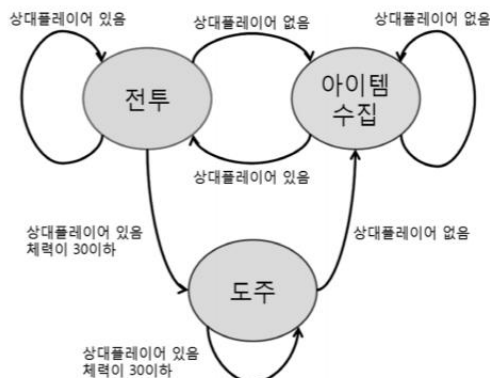 상대플레이어 있음
상대플레이어 없음
상대플레이어 없음
전투
아이템
수집
상대플레이어 있음
상대플레이어 있음
체력이 30이하
상대플레이어 없음
도주
상대플레이어 있음
체력이 30이하